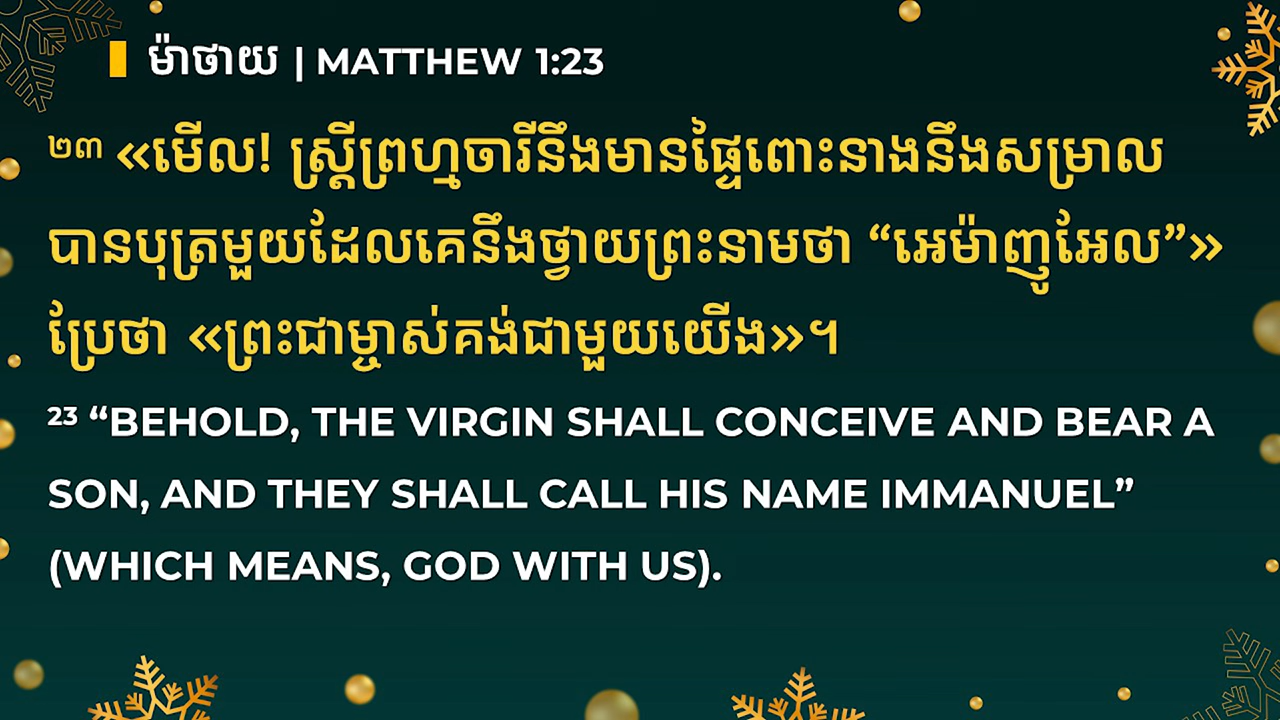 ម៉ាថាយ | MATTHEW 1:23
២៣ «មើល! ស្ត្រីព្រហ្មចារីនឹងមានផ្ទៃពោះនាងនឹងសម្រាល
បានបុត្រមួយដែលគេនឹងថ្វាយព្រះនាមថា “អេម៉ាញូអែល”»
ប្រែថា «ព្រះជាម្ចាស់គង់ជាមួយយើង»។
23 “BEHOLD, THE VIRGIN SHALL CONCEIVE AND BEAR A
SON, AND THEY SHALL CALL HIS NAME IMMANUEL”
(WHICH MEANS, GOD WITH US).